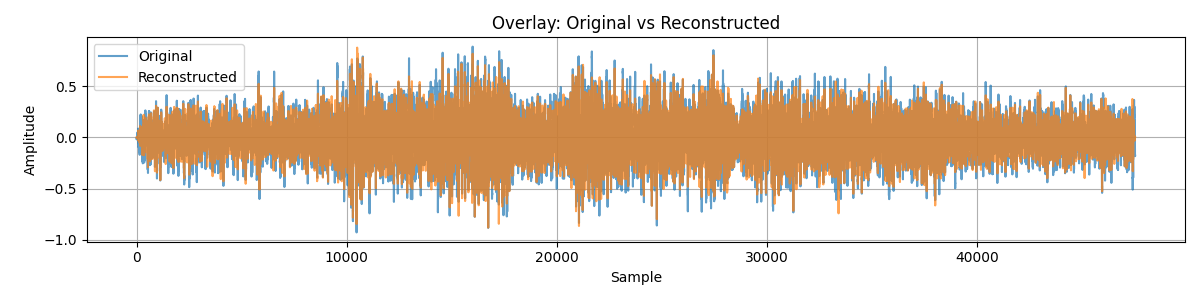 Overlay: Original vs Reconstructed
Original
Reconstructed
Amplitude
0.5
0.0
−0.5
−1.0
0
10000
20000
30000
40000
Sample